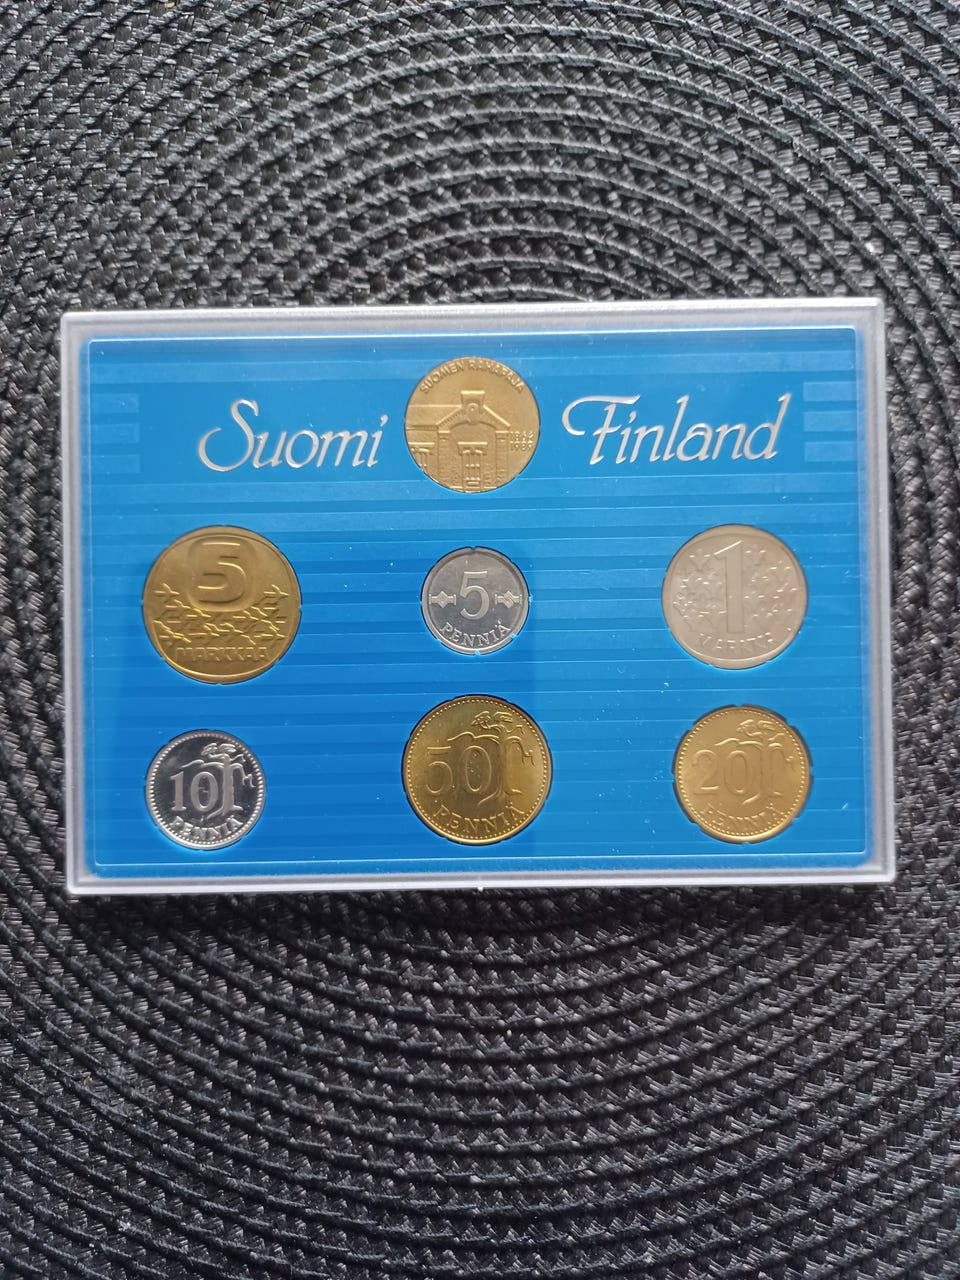 SUOMEN RAHAPAJA
Suomi
Finland
5
MARKKAA
5
PENNIÄ
1
MARKKA
10
PENNIÄ
50
PENNIÄ
20
PENNIÄ